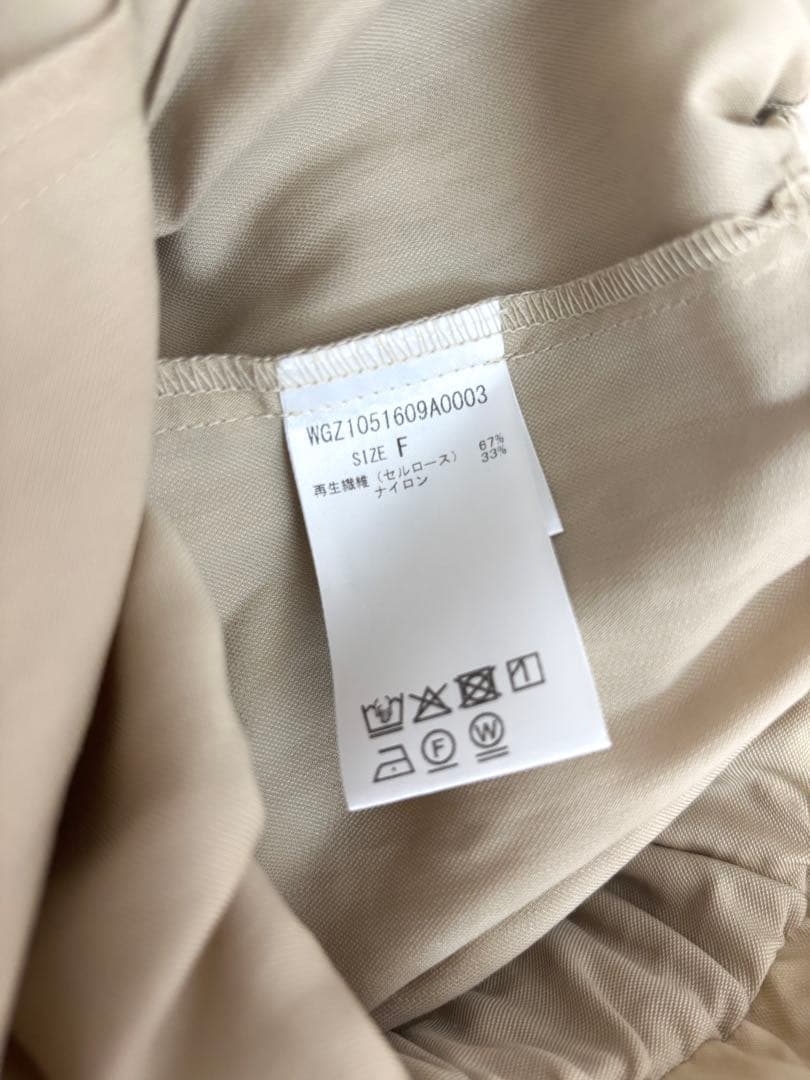 WGZ1051609A0003
SIZE F
再生繊維(セルロース) 67%
ナイロン 33%
F
W